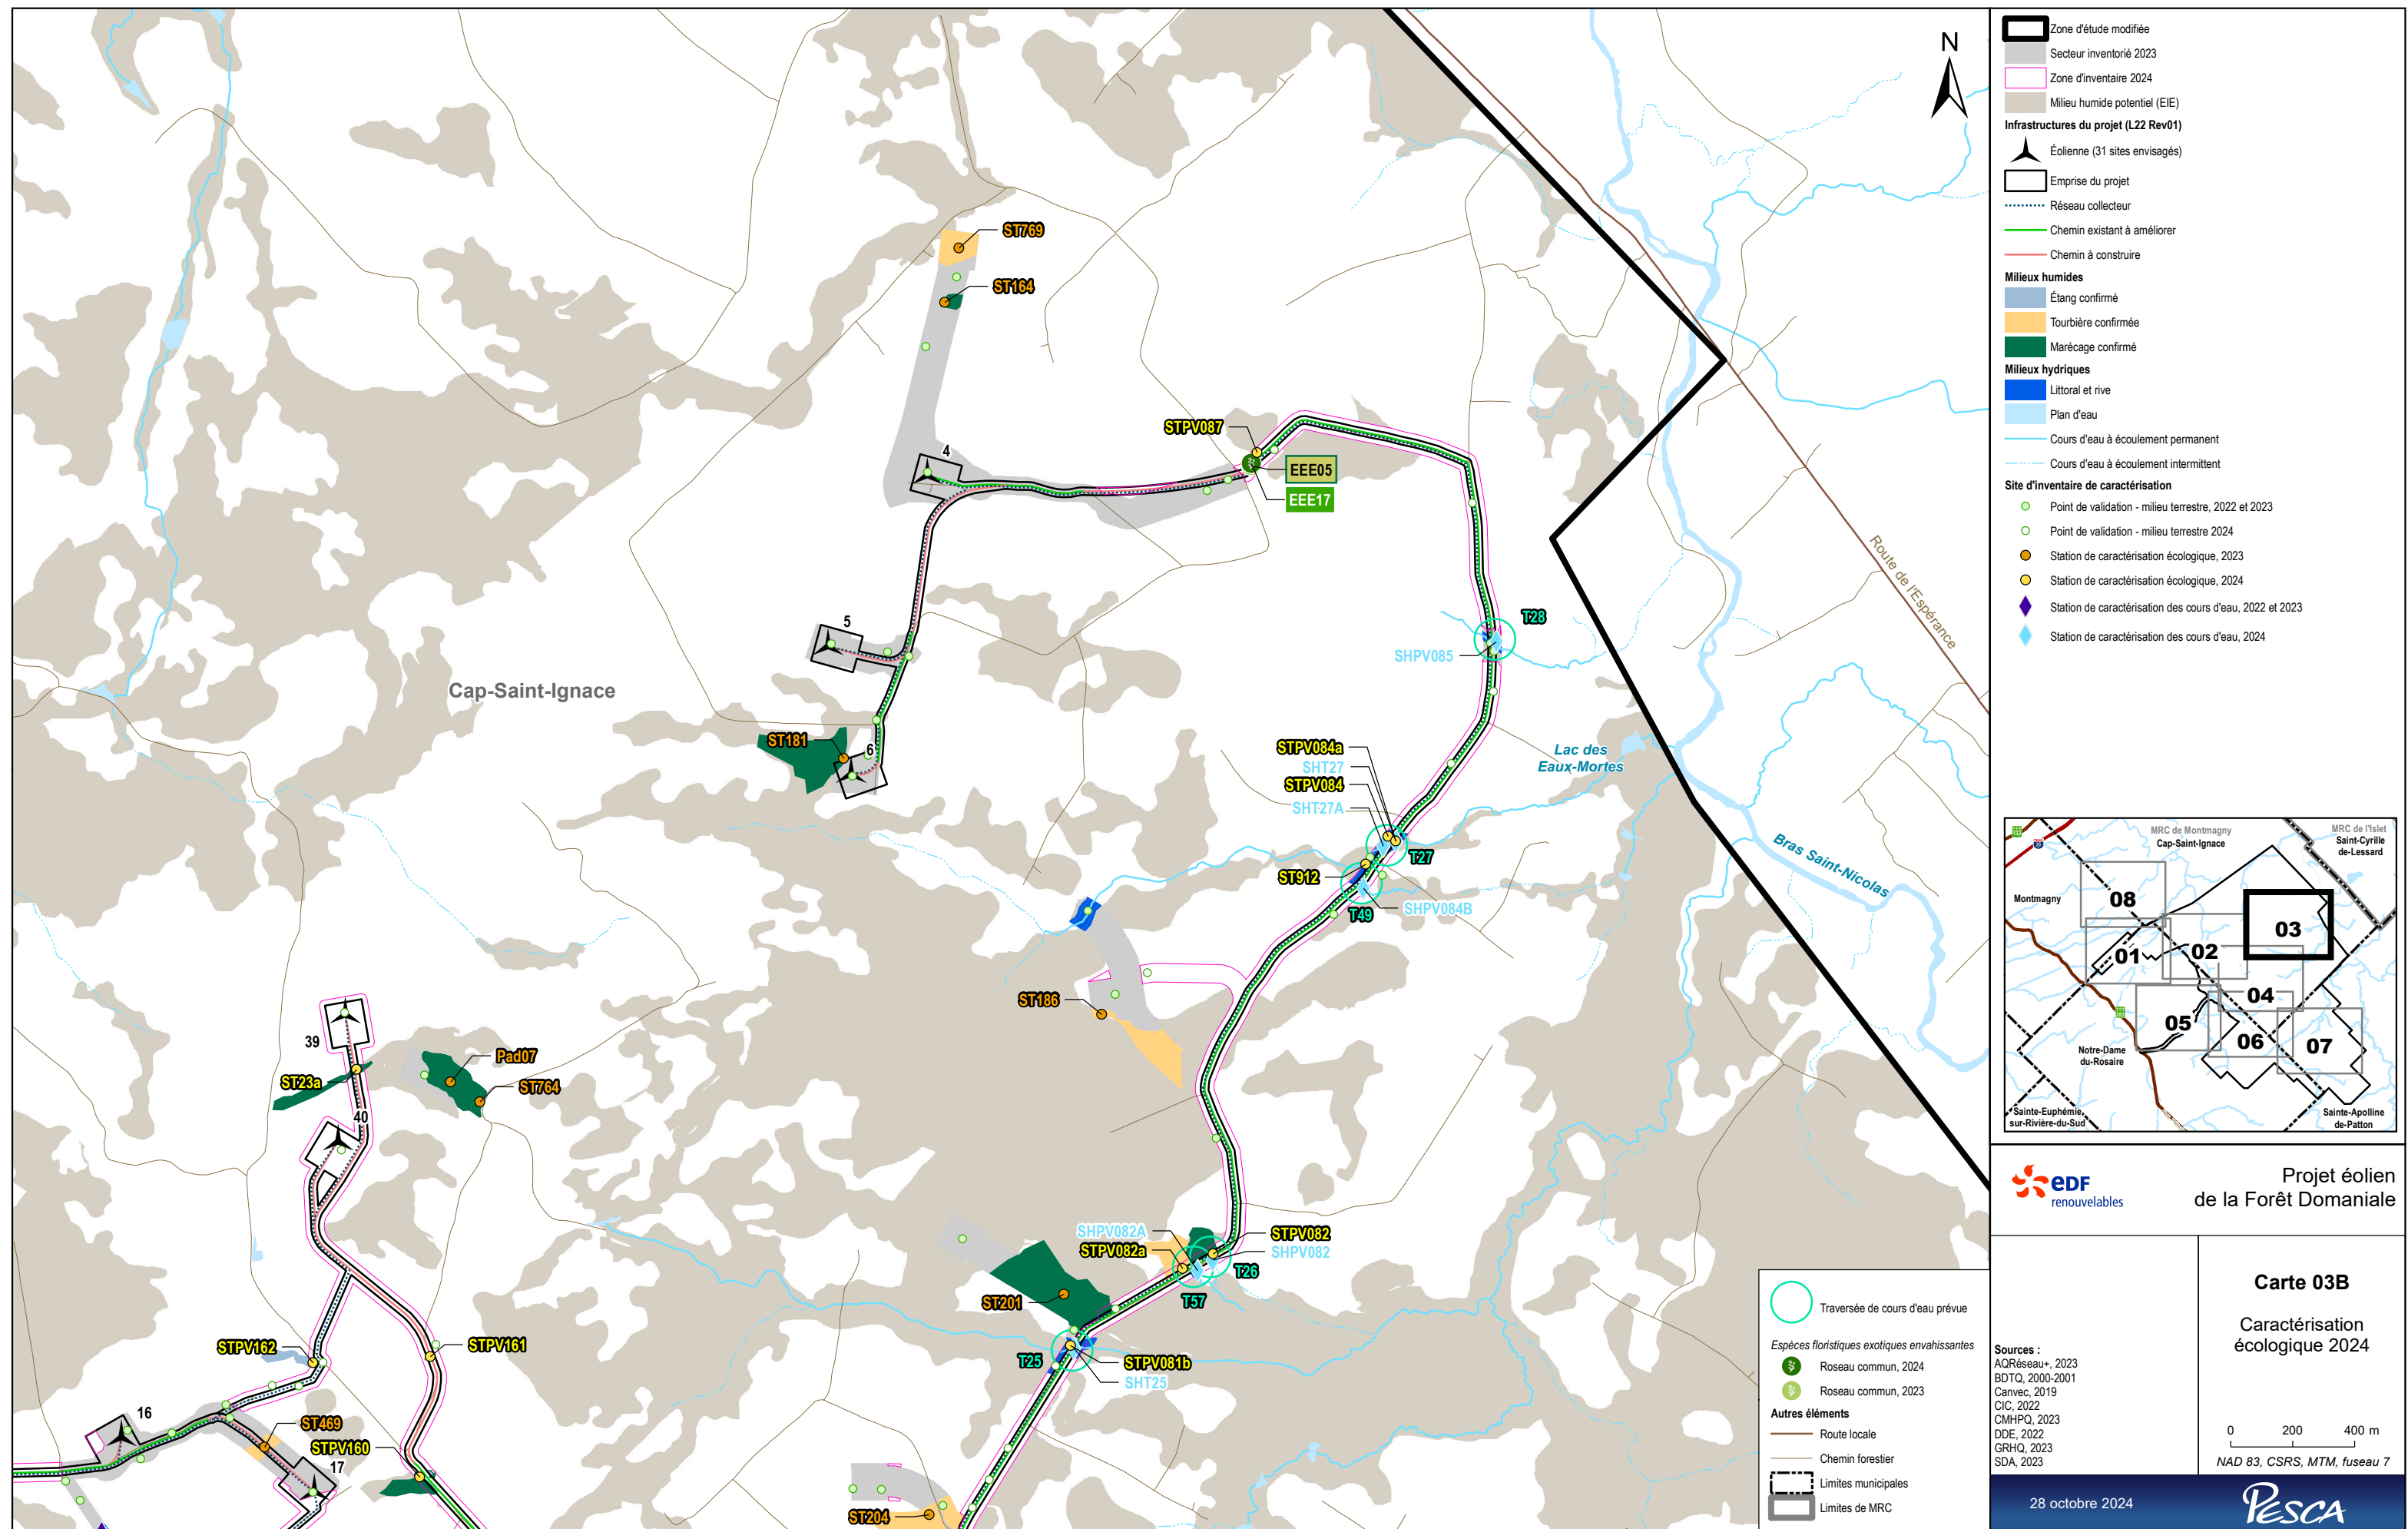 ST769
ST164
STPV087
4
EEE05
EEE17
5
T28
SHPV085
Cap-Saint-Ignace
ST181
6
STPV084a
SHT27
STPV084
SHT27A
Lac des
Eaux-Mortes
T27
ST912
T49
SHPV084B
Bras Saint-Nicolas
Route de l'Espérance
ST186
39
ST23a
Pad07
ST764
40
SHPV082A
STPV082a
STPV082
SHPV082
T26
T57
ST201
STPV162
STPV161
T25
STPV081b
SHT25
16
ST469
STPV160
17
ST204
N
Zone d'étude modifiée
Secteur inventorié 2023
Zone d'inventaire 2024
Milieu humide potentiel (EIE)
Infrastructures du projet (L22 Rev01)
Éolienne (31 sites envisagés)
Emprise du projet
Réseau collecteur
Chemin existant à améliorer
Chemin à construire
Milieux humides
Étang confirmé
Tourbière confirmée
Marécage confirmé
Milieux hydriques
Littoral et rive
Plan d'eau
Cours d'eau à écoulement permanent
Cours d'eau à écoulement intermittent
Site d'inventaire de caractérisation
Point de validation - milieu terrestre, 2022 et 2023
Point de validation - milieu terrestre 2024
Station de caractérisation écologique, 2023
Station de caractérisation écologique, 2024
Station de caractérisation des cours d'eau, 2022 et 2023
Station de caractérisation des cours d'eau, 2024
MRC de Montmagny
Cap-Saint-Ignace
MRC de l'Islet
Saint-Cyrille
de-Lessard
Montmagny
08
03
01
02
04
05
06
07
Notre-Dame
du-Rosaire
Sainte-Euphémie,
sur-Rivière-du-Sud
Sainte-Apolline
de-Patton
eDF
renouvelables
Projet éolien
de la Forêt Domaniale
Traversée de cours d'eau prévue
Espèces floristiques exotiques envahissantes
Roseau commun, 2024
Roseau commun, 2023
Autres éléments
Route locale
Chemin forestier
Limites municipales
Limites de MRC
Sources :
AQRéseau+, 2023
BDTQ, 2000-2001
Canvec, 2019
CIC, 2022
CMHPQ, 2023
DDE, 2022
GRHQ, 2023
SDA, 2023
Carte 03B
Caractérisation
écologique 2024
0 200 400 m
NAD 83, CSRS, MTM, fuseau 7
28 octobre 2024
PESCA